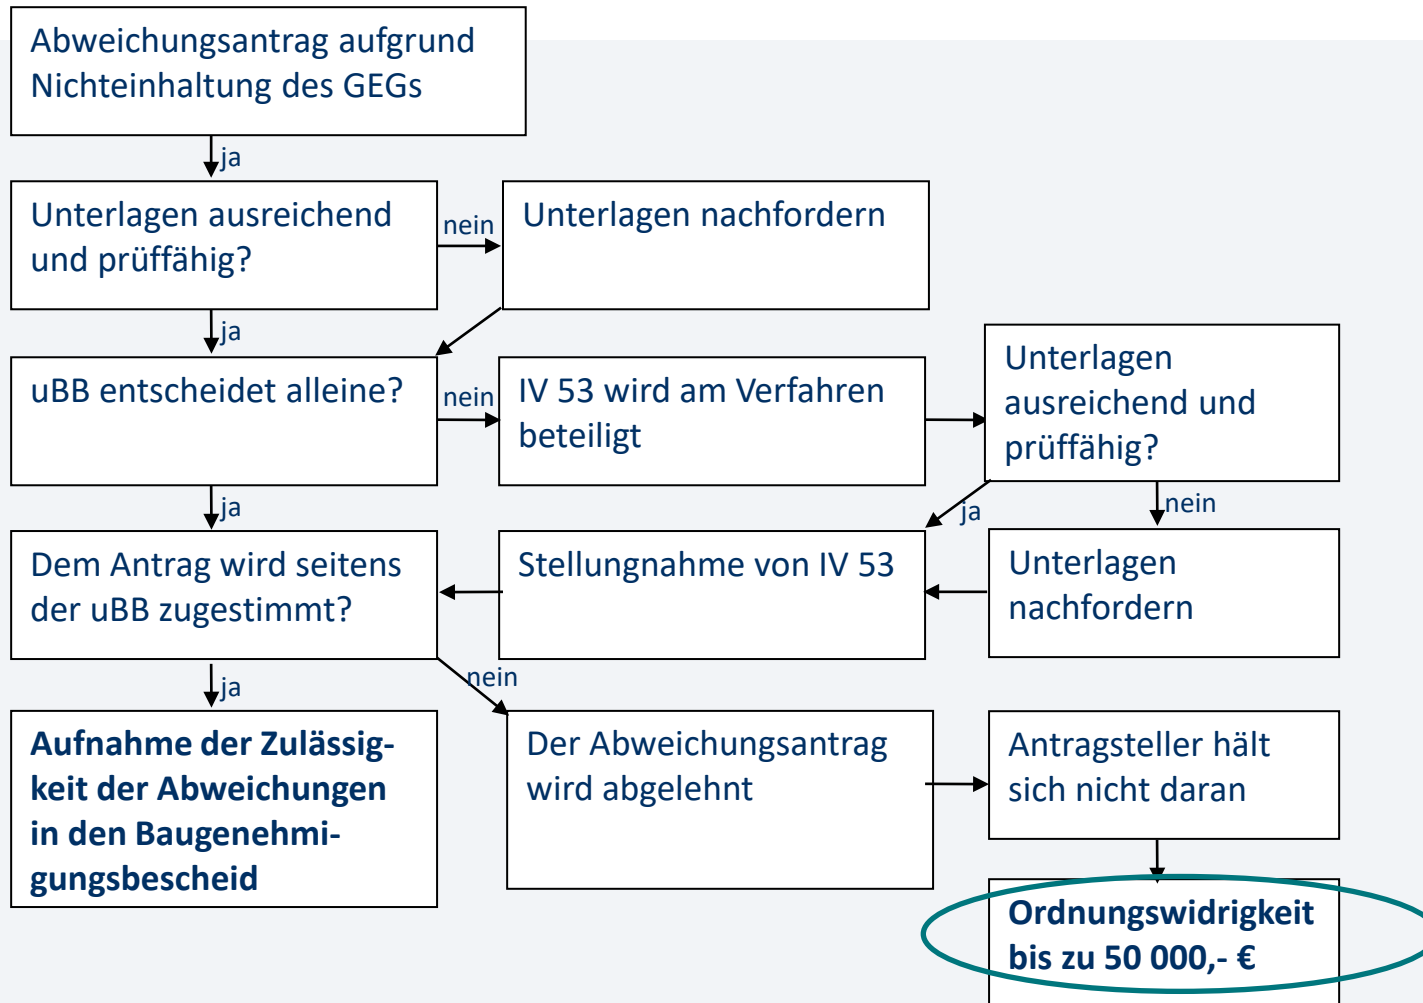 Abweichungsantrag aufgrund
Nichteinhaltung des GEGs
ja
Unterlagen ausreichend
und prüffähig?
nein
Unterlagen nachfordern
ja
uBB entscheidet alleine?
nein
IV 53 wird am Verfahren
beteiligt
Unterlagen
ausreichend und
prüffähig?
ja
ja
nein
Dem Antrag wird seitens
der uBB zugestimmt?
Stellungnahme von IV 53
Unterlagen
nachfordern
ja
nein
Aufnahme der Zulässig-
keit der Abweichungen
in den Baugenehmi-
gungsbescheid
Der Abweichungsantrag
wird abgelehnt
Antragsteller hält
sich nicht daran
Ordnungswidrigkeit
bis zu 50 000,- €